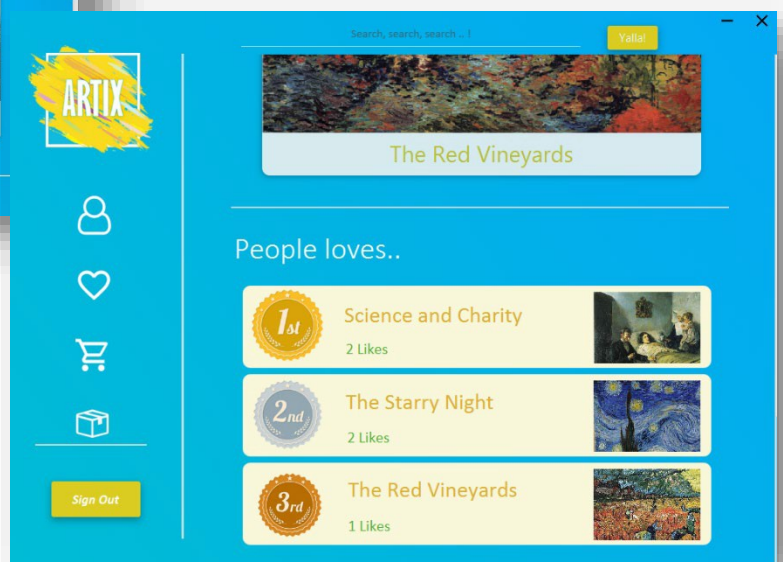 Search, search, search .. !
Yalla!
ARTIX
The Red Vineyards
People loves..
1st
Science and Charity
2 Likes
2nd
The Starry Night
2 Likes
3rd
The Red Vineyards
1 Likes
Sign Out